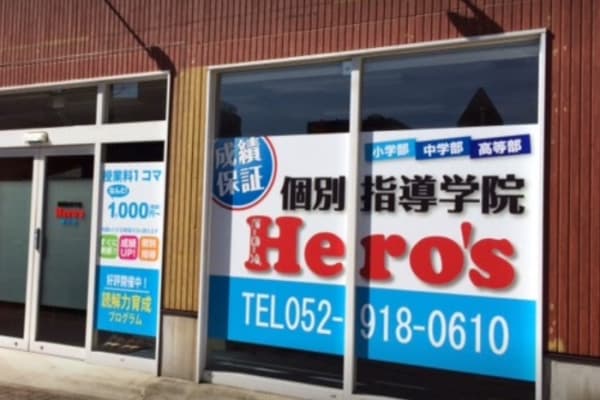 小学部 中学部 高等部
成績
保証
個別指導学院
Hero's
TEL052-918-0610
授業料1コマ
なんと!
1,000
成績
UP!
好評開催中!
読解力育成
プログラム
Hero's